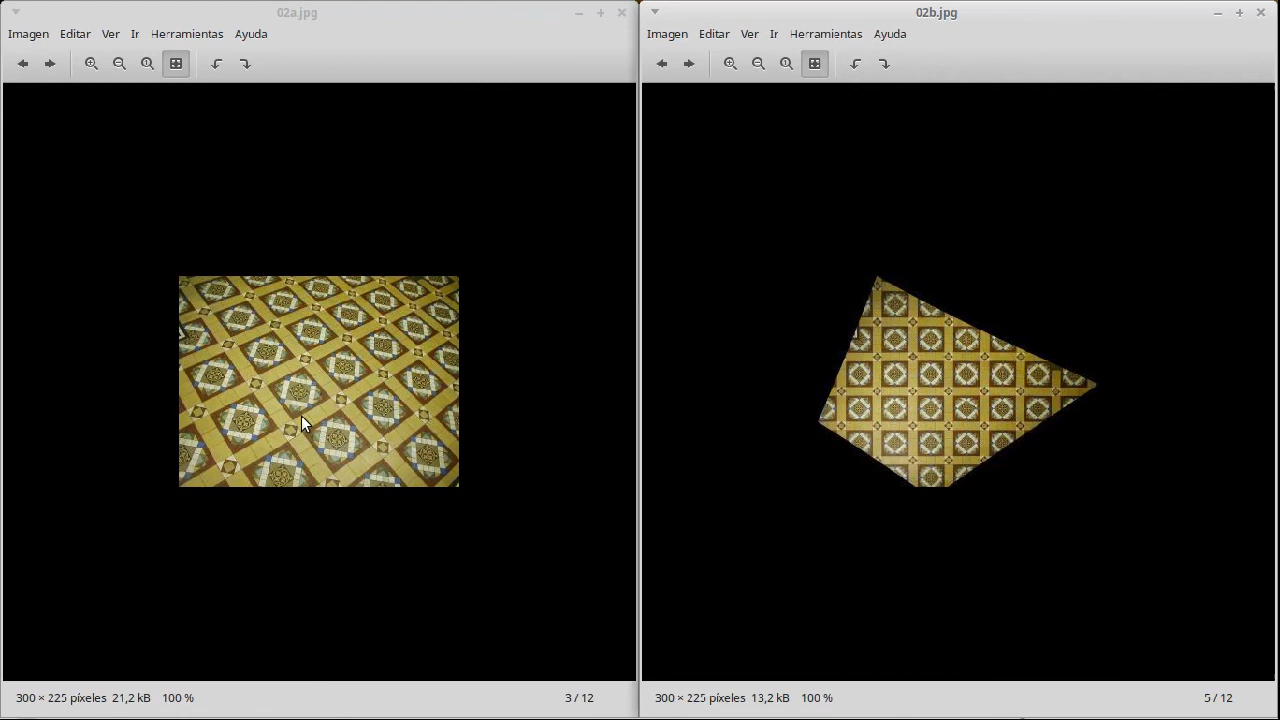 02a.jpg
Imagen Editar Ver Ir Herramientas Ayuda
300 × 225 píxeles 21,2 kB 100 %
3 / 12
02b.jpg
Imagen Editar Ver Ir Herramientas Ayuda
300 × 225 píxeles 13,2 kB 100 %
5 / 12